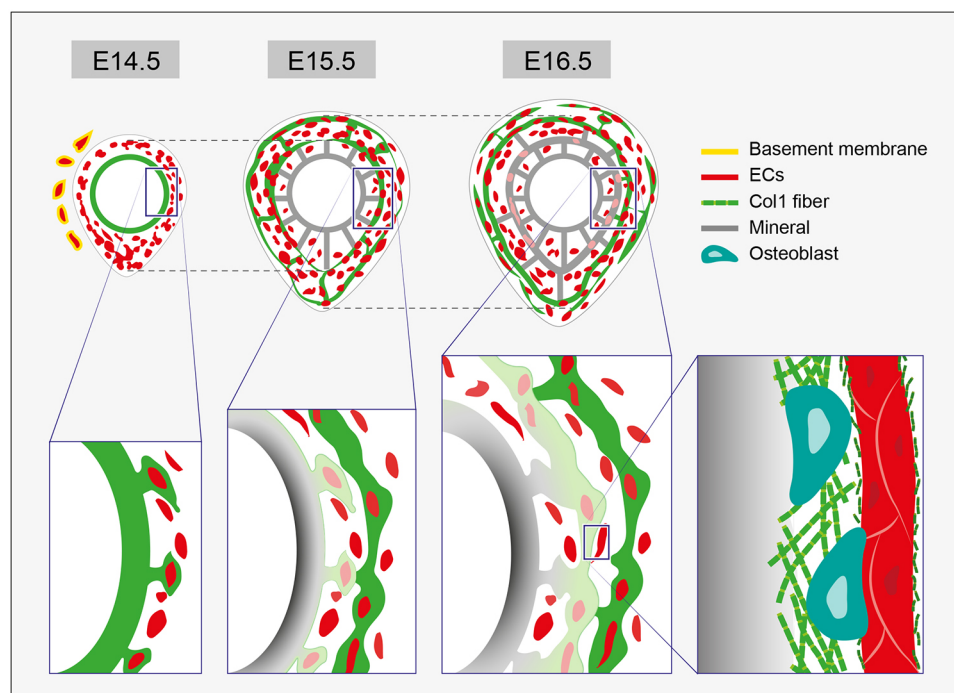 E14.5
E15.5
E16.5
Basement membrane
ECs
Col1 fiber
Mineral
Osteoblast